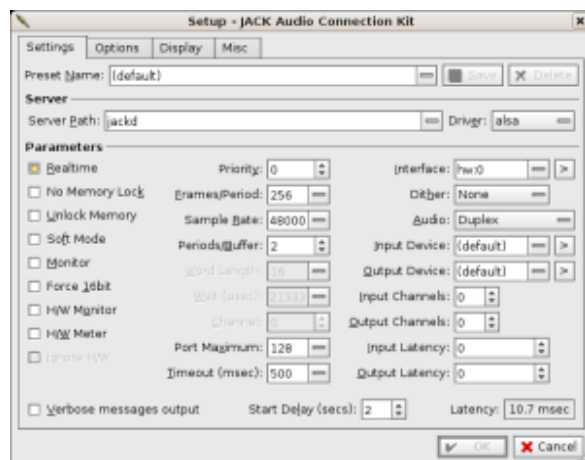 Setup - JACK Audio Connection Kit
Settings Options Display Misc
Preset Name: (default) Save Delete
Server
Server Path: jackd Driver: alsa
Parameters
Realtime Priority: 0 Interface: hw:0 >
No Memory Lock Frames/Period: 256 Dither: None
Unlock Memory Sample Rate: 48000 Audio: Duplex
Soft Mode Periods/Buffer: 2 Input Device: (default) >
Monitor Word Length: 16 Output Device: (default) >
Force 16bit Wait (usec): 21333 Input Channels: 0
H/W Monitor Channel: 0 Output Channels: 0
H/W Meter Port Maximum: 128 Input Latency: 0
Ignore H/W Timeout (msec): 500 Output Latency: 0
Verbose messages output Start Delay (secs): 2 Latency: 10.7 msec
OK Cancel